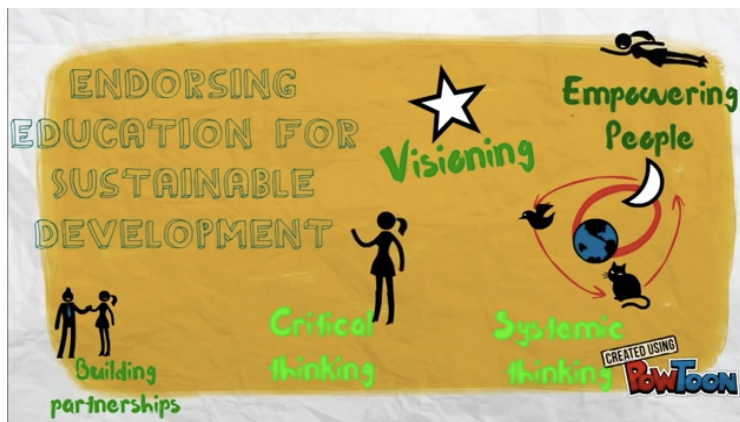 ENDORSING
EDUCATION FOR
SUSTAINABLE
DEVELOPMENT
Visioning
Empowering
People
Building
partnerships
Critical
thinking
Systemic
thinking
CREATED USING
POWTOON